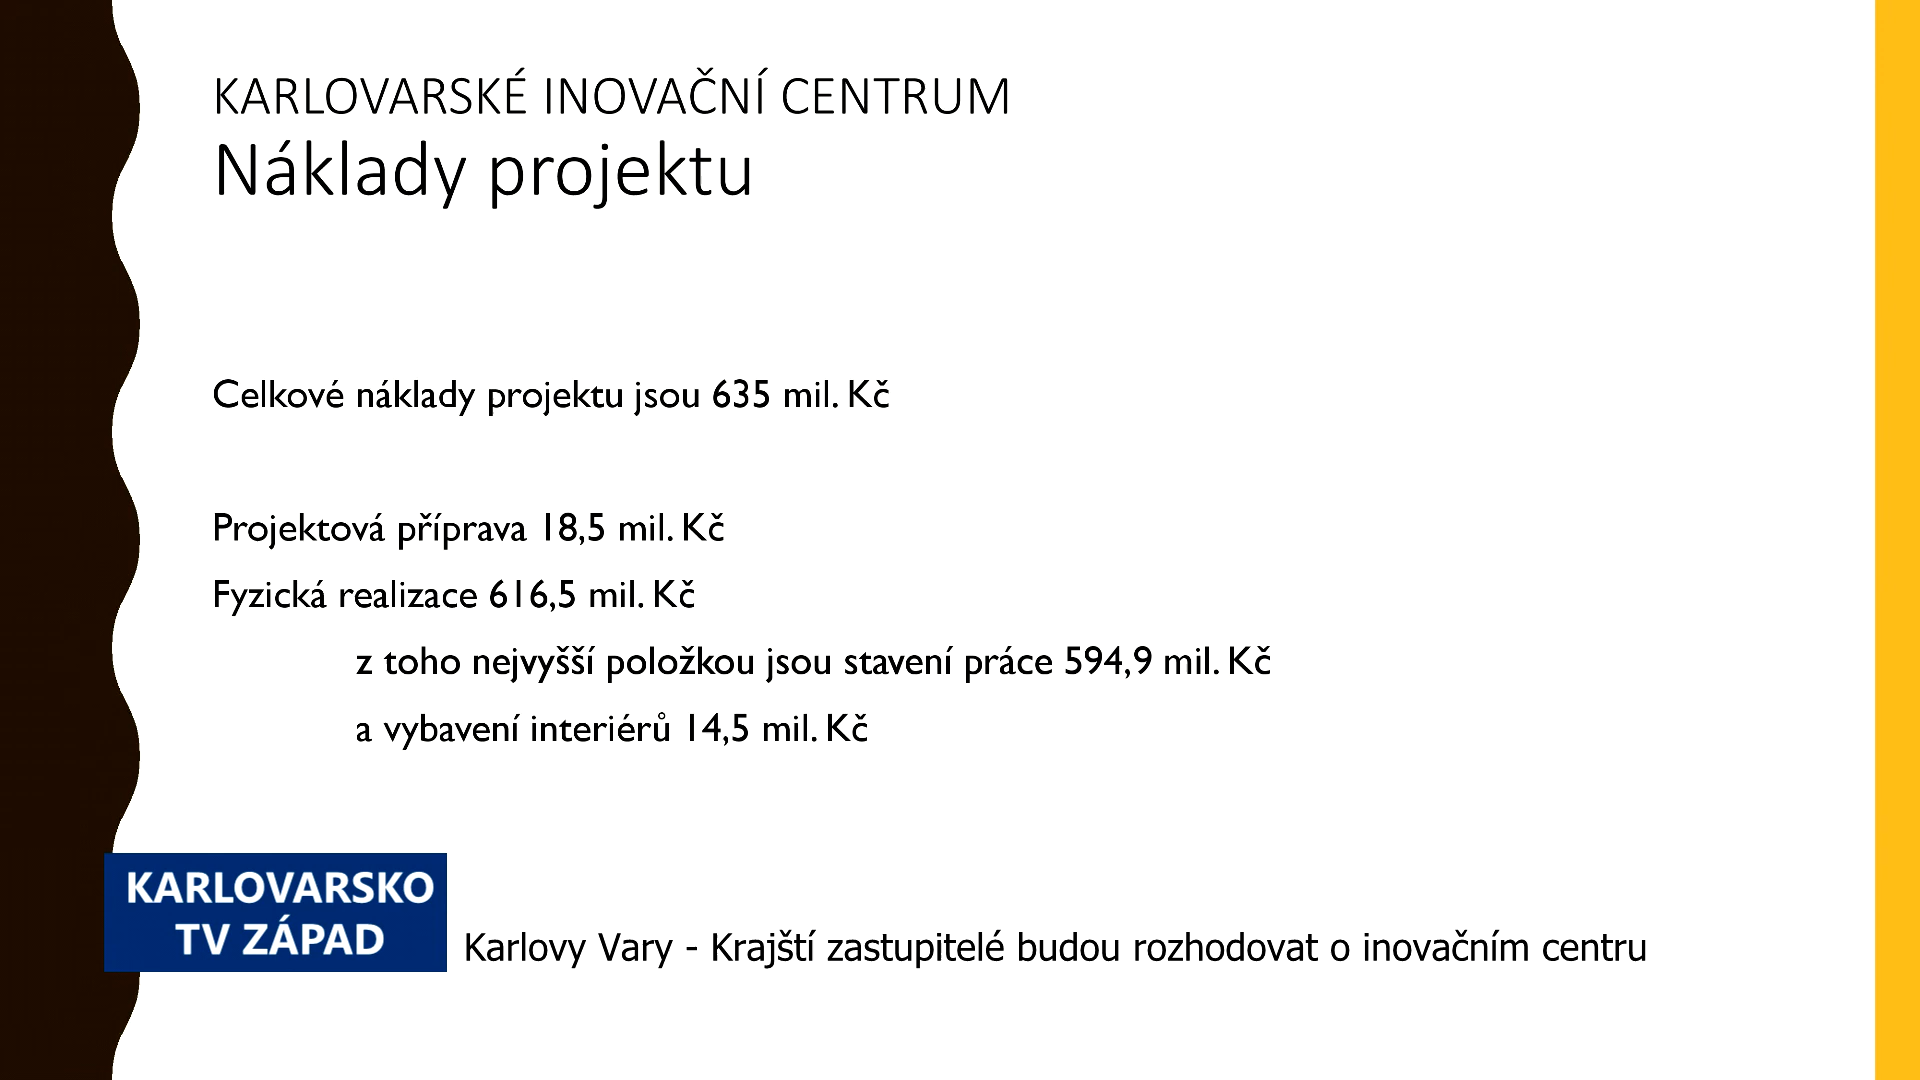 KARLOVARSKÉ INOVAČNÍ CENTRUM
Náklady projektu
Celkové náklady projektu jsou 635 mil. Kč
Projektová příprava 18,5 mil. Kč
Fyzická realizace 616,5 mil. Kč
z toho nejvyšší položkou jsou stavení práce 594,9 mil. Kč
a vybavení interiérů 14,5 mil. Kč
KARLOVARSKO
TV ZÁPAD
Karlovy Vary - Krajští zastupitelé budou rozhodovat o inovačním centru